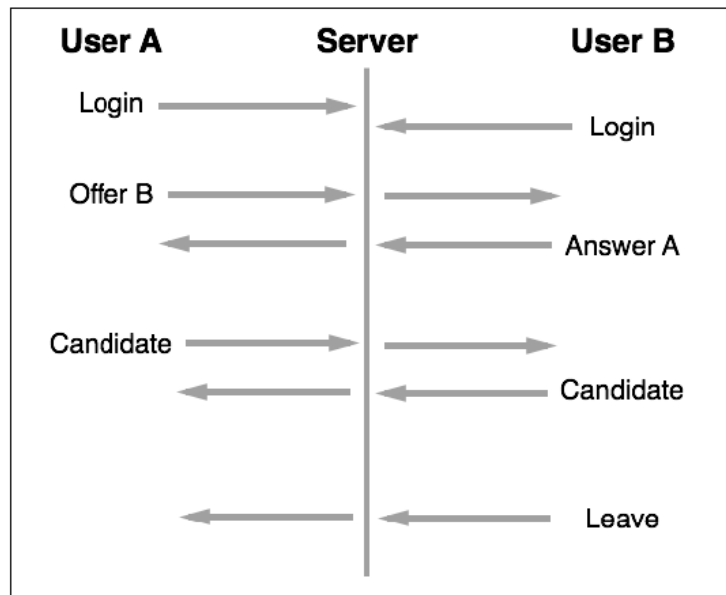 User A Server User B
Login
Login
Offer B
Answer A
Candidate
Candidate
Leave